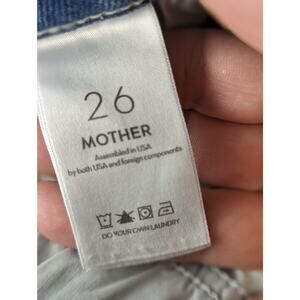 26
MOTHER
Assembled in USA
by both USA and foreign components
DO YOUR OWN LAUNDRY